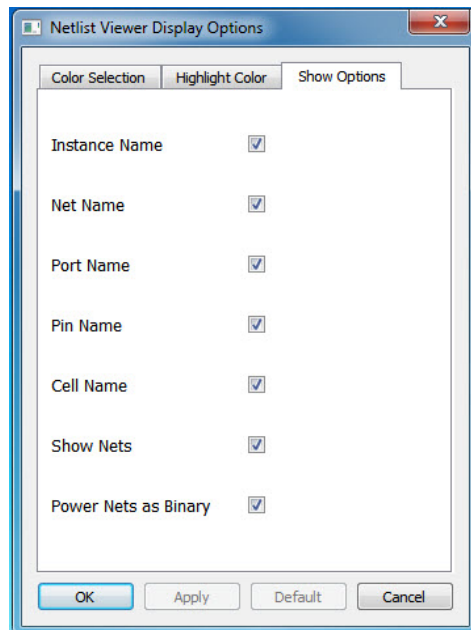 Netlist Viewer Display Options
Color Selection Highlight Color Show Options
Instance Name
Net Name
Port Name
Pin Name
Cell Name
Show Nets
Power Nets as Binary
OK Apply Default Cancel